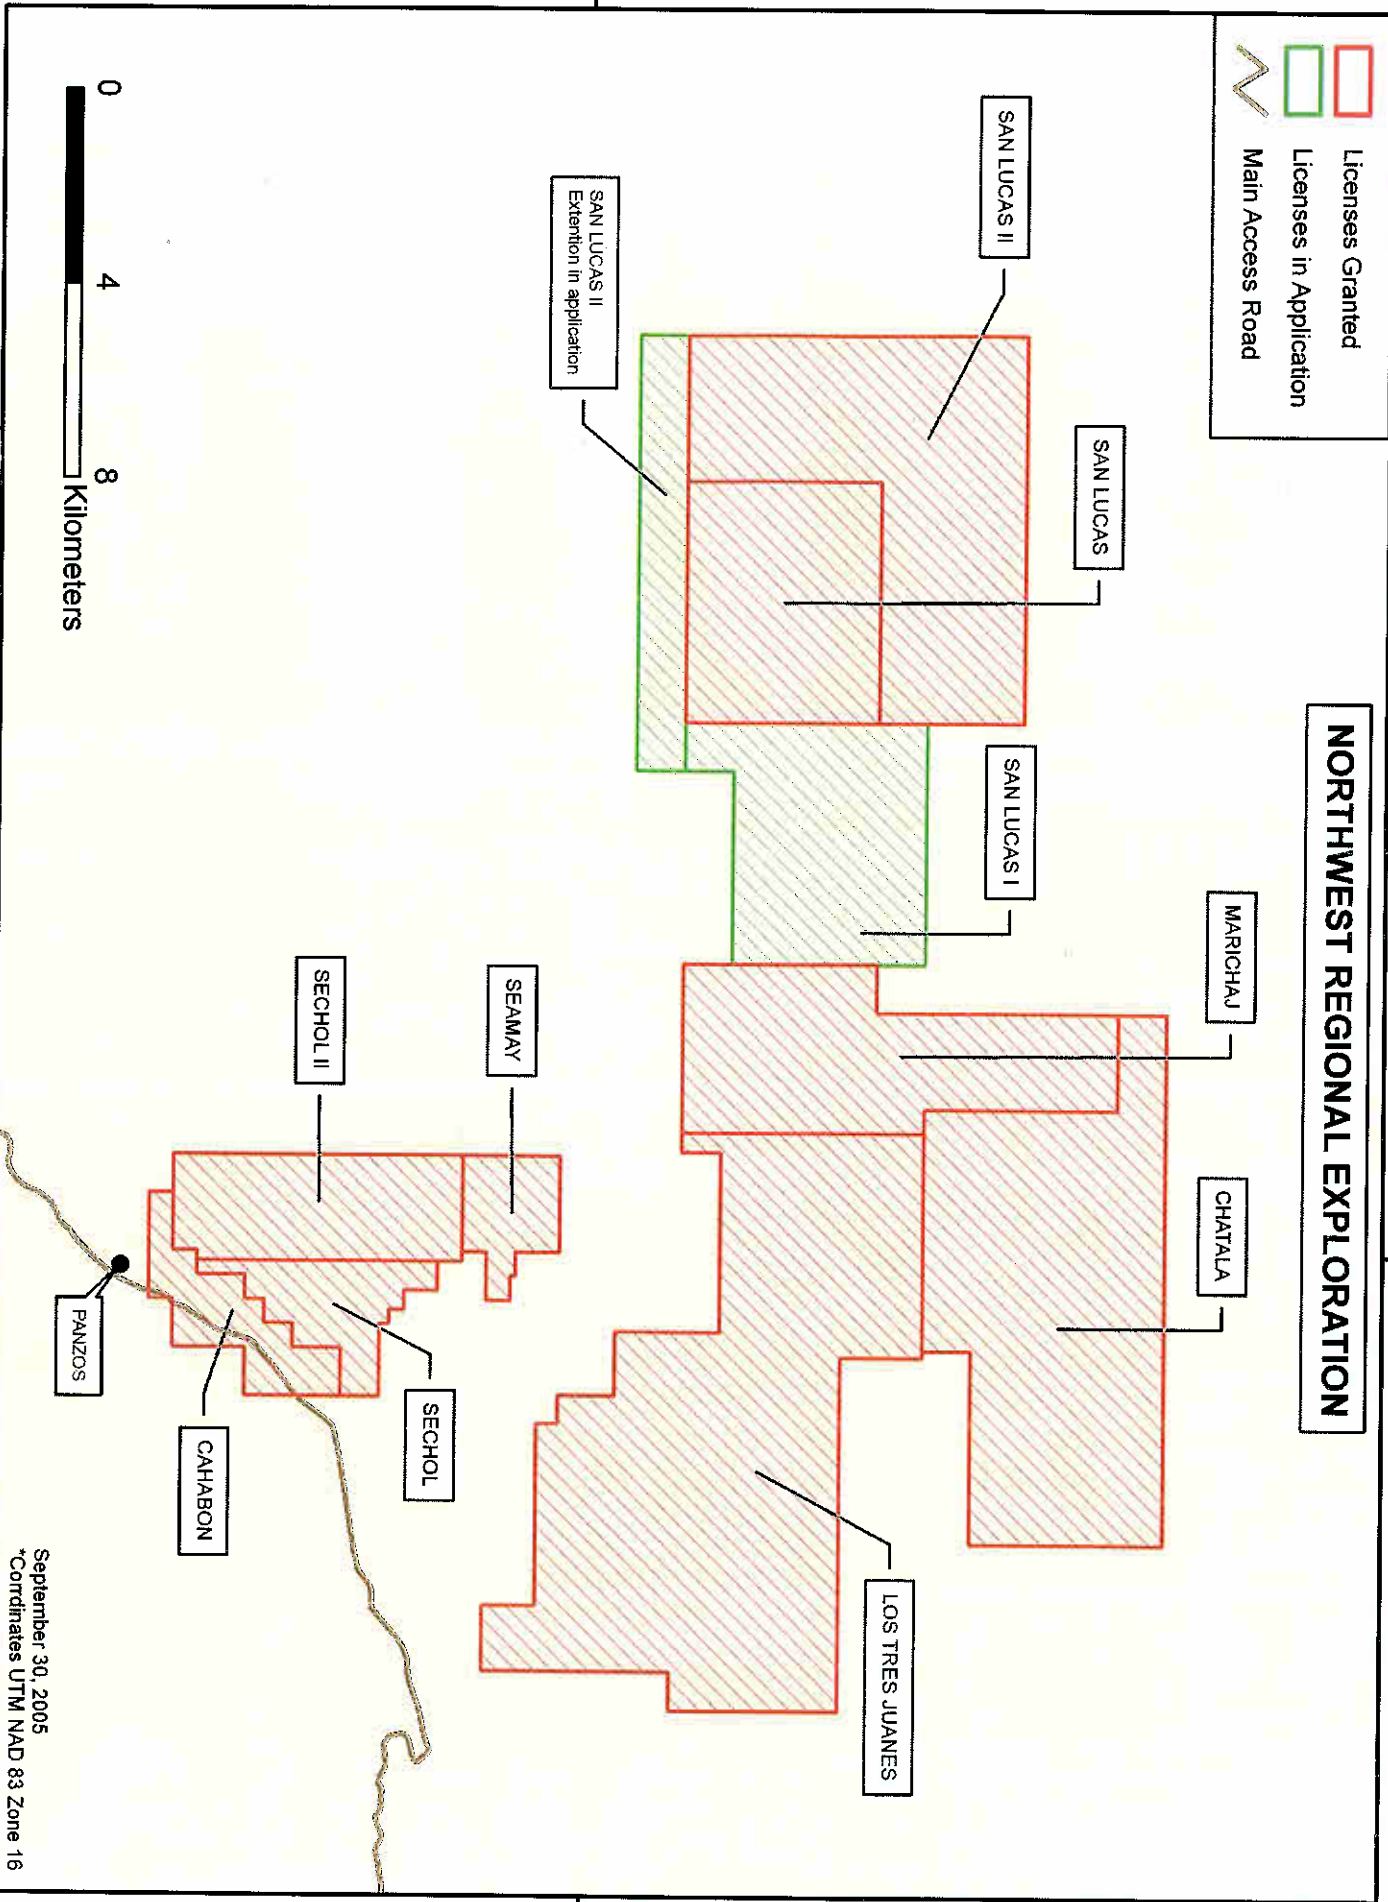 NORTHWEST REGIONAL EXPLORATION
Licenses Granted
Licenses in Application
Main Access Road
MARICHAJ
CHATALA
SAN LUCAS
SAN LUCAS II
SAN LUCAS I
LOS TRES JUANES
SAN LUCAS II
Extention in application
SEAMAY
SECHOL
SECHOL II
CAHABON
PANZOS
0
4
8
Kilometers
September 30, 2005
*Corrdinates UTM NAD 83 Zone 16